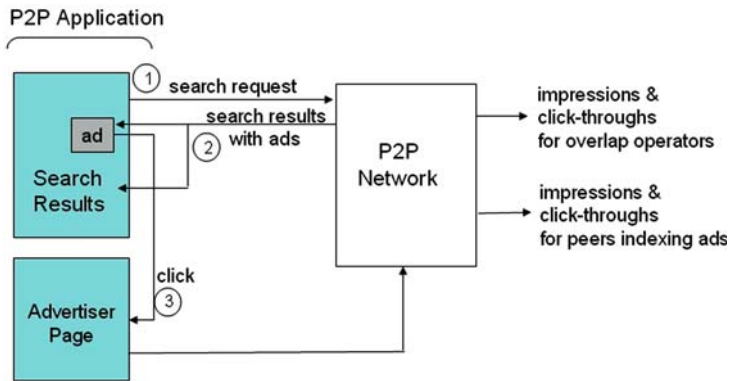 P2P Application
1
search request
search results
with ads
2
ad
Search
Results
P2P
Network
impressions &
click-throughs
for overlap operators
impressions &
click-throughs
for peers indexing ads
click
3
Advertiser
Page